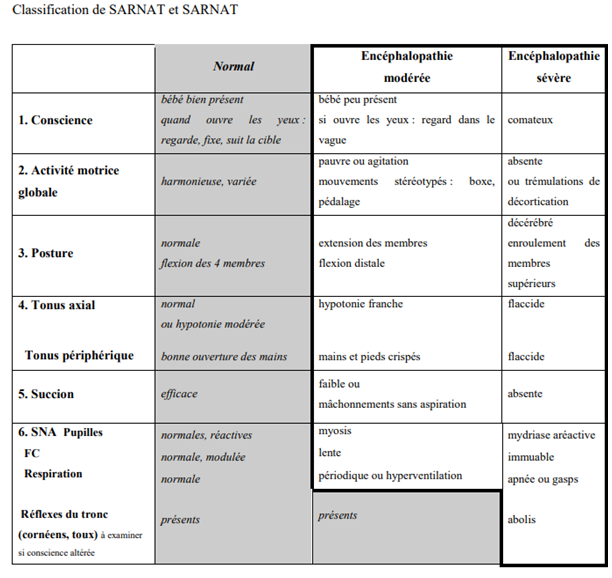 Classification de SARNAT et SARNAT
Normal
Encéphalopathie
modérée
Encéphalopathie
sévère
1. Conscience
bébé bien présent
quand ouvre les yeux :
regarde, fixe, suit la cible
bébé peu présent
si ouvre les yeux : regard dans le
vague
comateux
2. Activité motrice
globale
harmonieuse, variée
pauvre ou agitation
mouvements stéréotypés : boxe,
pédalage
absente
ou trémulations de
décortication
3. Posture
normale
flexion des 4 membres
extension des membres
flexion distale
décérébré
enroulement des
membres
supérieurs
4. Tonus axial
normal
ou hypotonie modérée
hypotonie franche
flaccide
Tonus périphérique
bonne ouverture des mains
mains et pieds crispés
flaccide
5. Succion
efficace
faible ou
mâchonnements sans aspiration
absente
6. SNA Pupilles
normales, réactives
myosis
mydriase aréactive
FC
normale, modulée
lente
immuable
Respiration
normale
périodique ou hyperventilation
apnée ou gasps
Réflexes du tronc
(cornéens, toux) à examiner
si conscience altérée
présents
présents
abolis